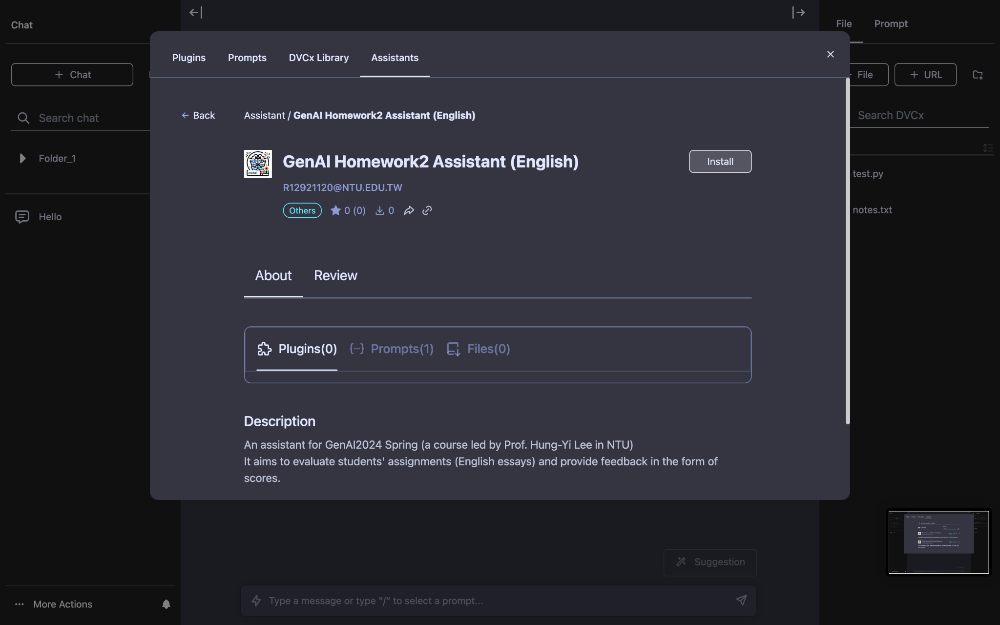 Chat
File
Prompt
Plugins
Prompts
DVCx Library
Assistants
+ Chat
File
+ URL
Search chat
Search DVCx
Back
Assistant / GenAI Homework2 Assistant (English)
Folder_1
GenAI Homework2 Assistant (English)
Install
test.py
R12921120@NTU.EDU.TW
Others
0 (0)
0
notes.txt
Hello
About
Review
Plugins(0)
Prompts(1)
Files(0)
Description
An assistant for GenAI2024 Spring (a course led by Prof. Hung-Yi Lee in NTU)
It aims to evaluate students' assignments (English essays) and provide feedback in the form of
scores.
Suggestion
Type a message or type "/" to select a prompt...
More Actions